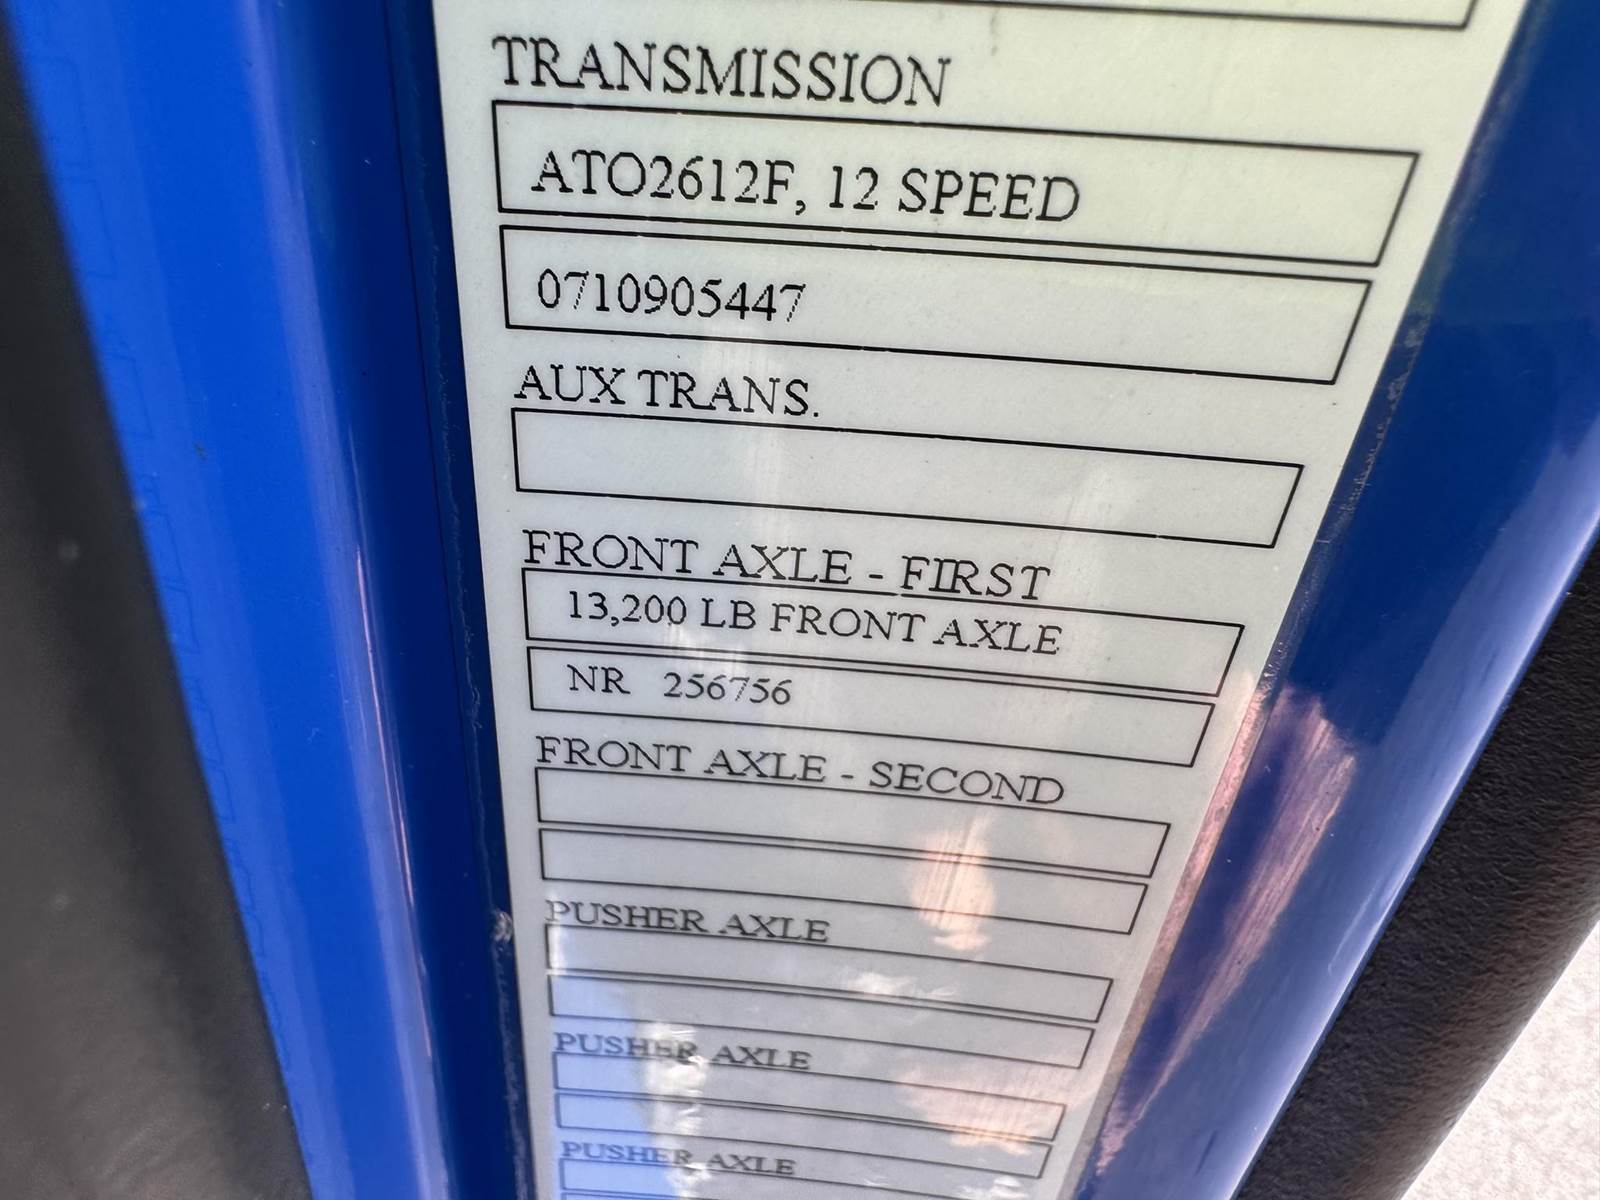 TRANSMISSION
ATO2612F, 12 SPEED
0710905447
AUX TRANS.
FRONT AXLE - FIRST
13,200 LB FRONT AXLE
NR 256756
FRONT AXLE - SECOND
PUSHER AXLE
PUSHER AXLE
PUSHER AXLE